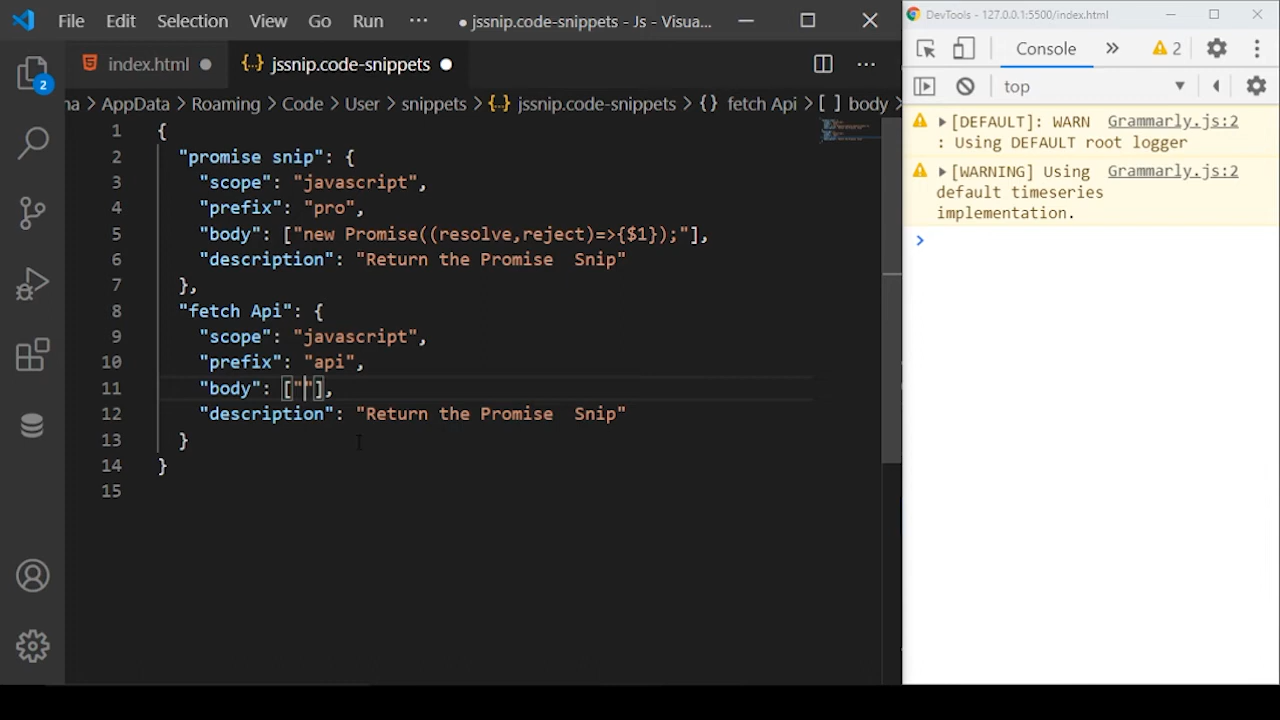 File Edit Selection View Go Run ··· ● jssnip.code-snippets - Js - Visua...
index.html ● {..} jssnip.code-snippets ● ···
na > AppData > Roaming > Code > User > snippets > {..} jssnip.code-snippets > { } fetch Api > [ ] body >
1 {
2 "promise snip": {
3 "scope": "javascript",
4 "prefix": "pro",
5 "body": ["new Promise((resolve,reject)=>{$1});"],
6 "description": "Return the Promise  Snip"
7 },
8 "fetch Api": {
9 "scope": "javascript",
10 "prefix": "api",
11 "body": [""],
12 "description": "Return the Promise  Snip"
13 }
14 }
15
2
DevTools - 127.0.0.1:5500/index.html
Console » 2
top
[DEFAULT]: WARN Grammarly.js:2
: Using DEFAULT root logger
[WARNING] Using Grammarly.js:2
default timeseries
implementation.
>